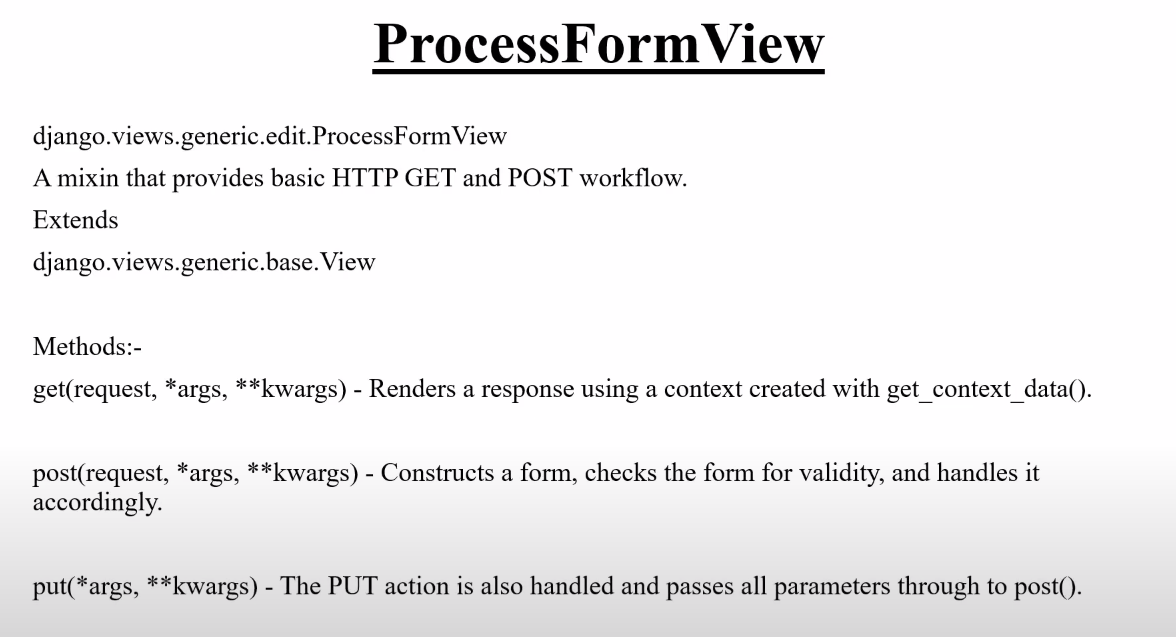 ProcessFormView
django.views.generic.edit.ProcessFormView
A mixin that provides basic HTTP GET and POST workflow.
Extends
django.views.generic.base.View
Methods:-
get(request, *args, **kwargs) - Renders a response using a context created with get_context_data().
post(request, *args, **kwargs) - Constructs a form, checks the form for validity, and handles it
accordingly.
put(*args, **kwargs) - The PUT action is also handled and passes all parameters through to post().